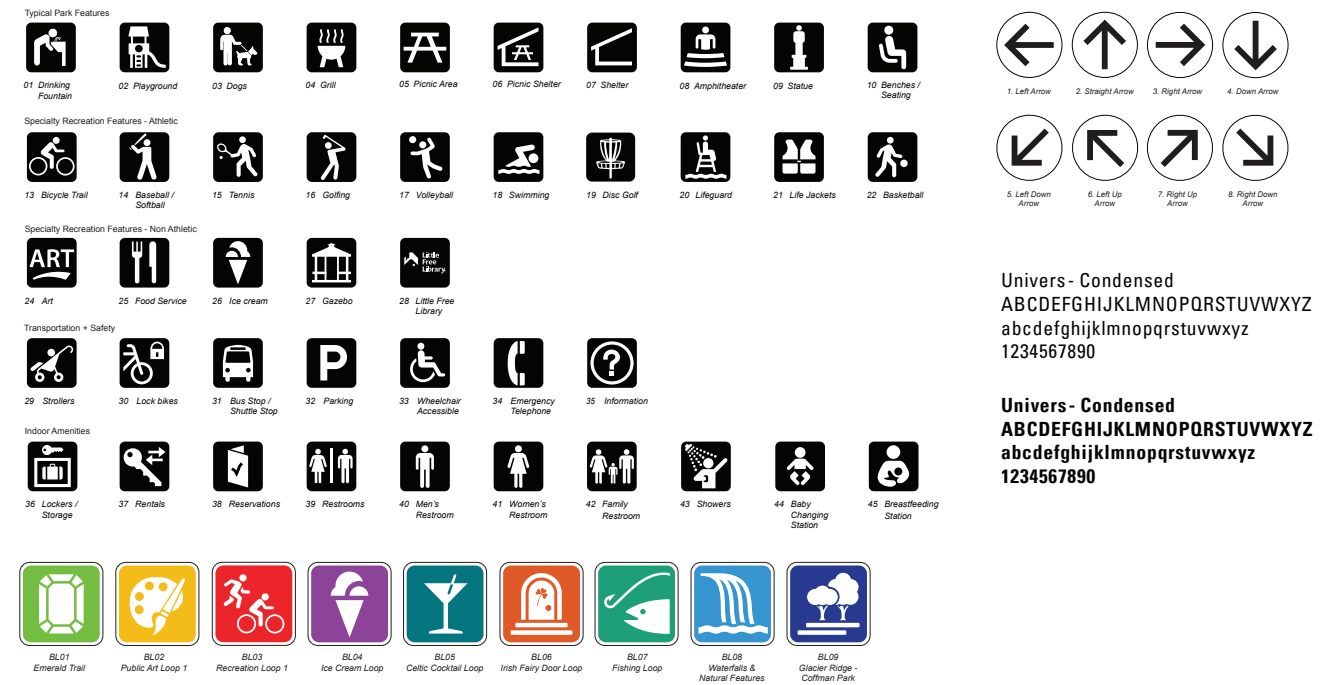 Typical Park Features
01 Drinking
Fountain
02 Playground
03 Dogs
04 Grill
05 Picnic Area
06 Picnic Shelter
07 Shelter
08 Amphitheater
09 Statue
10 Benches /
Seating
Specialty Recreation Features - Athletic
13 Bicycle Trail
14 Baseball /
Softball
15 Tennis
16 Golfing
17 Volleyball
18 Swimming
19 Disc Golf
20 Lifeguard
21 Life Jackets
22 Basketball
Specialty Recreation Features - Non Athletic
ART
Little
Free
Library
24 Art
25 Food Service
26 Ice cream
27 Gazebo
28 Little Free
Library
Transportation + Safety
P
?
29 Strollers
30 Lock bikes
31 Bus Stop /
Shuttle Stop
32 Parking
33 Wheelchair
Accessible
34 Emergency
Telephone
35 Information
Indoor Amenities
36 Lockers /
Storage
37 Rentals
38 Reservations
39 Restrooms
40 Men's
Restroom
41 Women's
Restroom
42 Family
Restroom
43 Showers
44 Baby
Changing
Station
45 Breastfeeding
Station
BL01
Emerald Trail
BL02
Public Art Loop 1
BL03
Recreation Loop 1
BL04
Ice Cream Loop
BL05
Celtic Cocktail Loop
BL06
Irish Fairy Door Loop
BL07
Fishing Loop
BL08
Waterfalls &
Natural Features
BL09
Glacier Ridge -
Coffman Park
1. Left Arrow
2. Straight Arrow
3. Right Arrow
4. Down Arrow
5. Left Down
Arrow
6. Left Up
Arrow
7. Right Up
Arrow
8. Right Down
Arrow
Univers - Condensed
ABCDEFGHIJKLMNOPQRSTUVWXYZ
abcdefghijklmnopqrstuvwxyz
1234567890
Univers - Condensed
ABCDEFGHIJKLMNOPQRSTUVWXYZ
abcdefghijklmnopqrstuvwxyz
1234567890